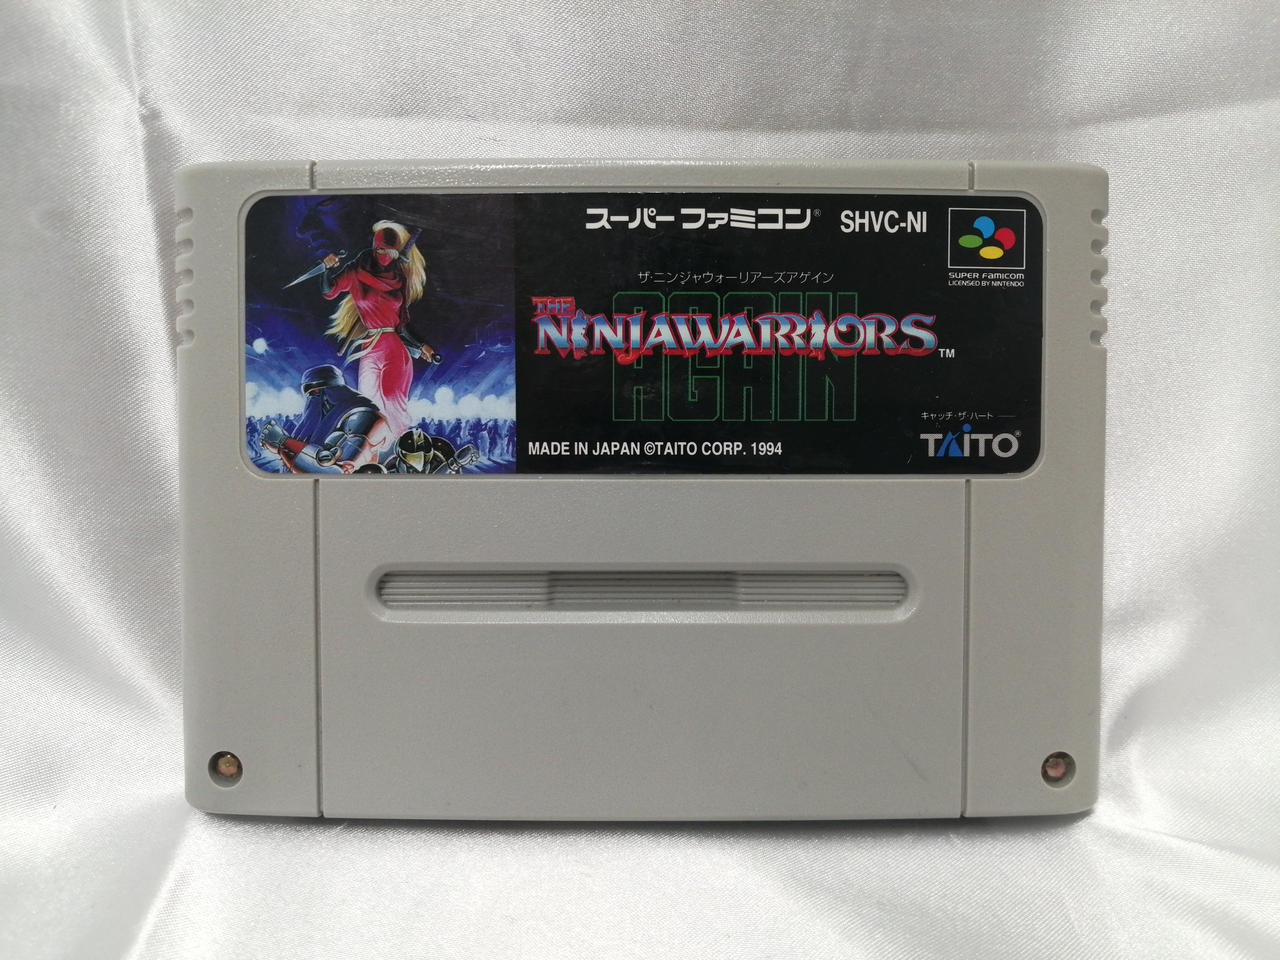 スーパーファミコン® SHVC-NI
SUPER FAMICOM
LICENSED BY NINTENDO
ザ・ニンジャウォーリアーズアゲイン
THE
NINJAWARRIORS™
AGAIN
AGAIN
キャッチ・ザ・ハート
TAITO®
MADE IN JAPAN ©TAITO CORP. 1994